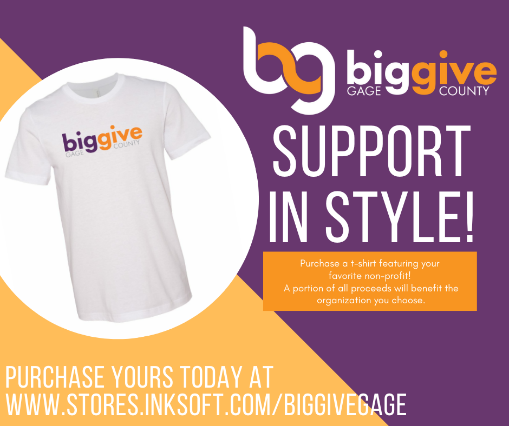 bg biggive
GAGE COUNTY
SUPPORT
IN STYLE!
biggive
GAGE COUNTY
Purchase a t-shirt featuring your
favorite non-profit!
A portion of all proceeds will benefit the
organization you choose.
PURCHASE YOURS TODAY AT
WWW.STORES.INKSOFT.COM/BIGGIVEGAGE